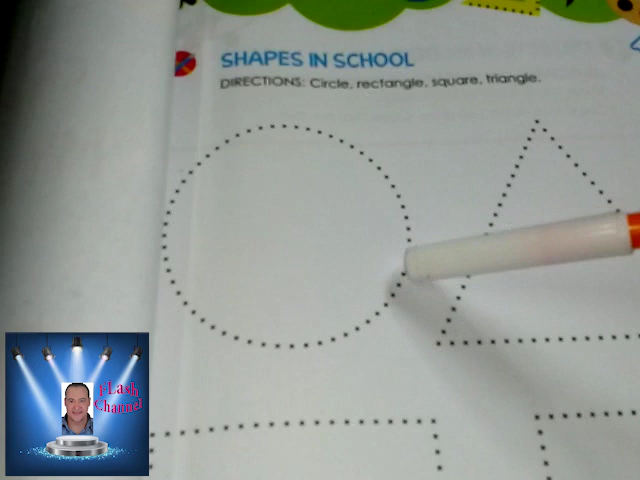 SHAPES IN SCHOOL
DIRECTIONS: Circle, rectangle, square, triangle.
FLash
Channel